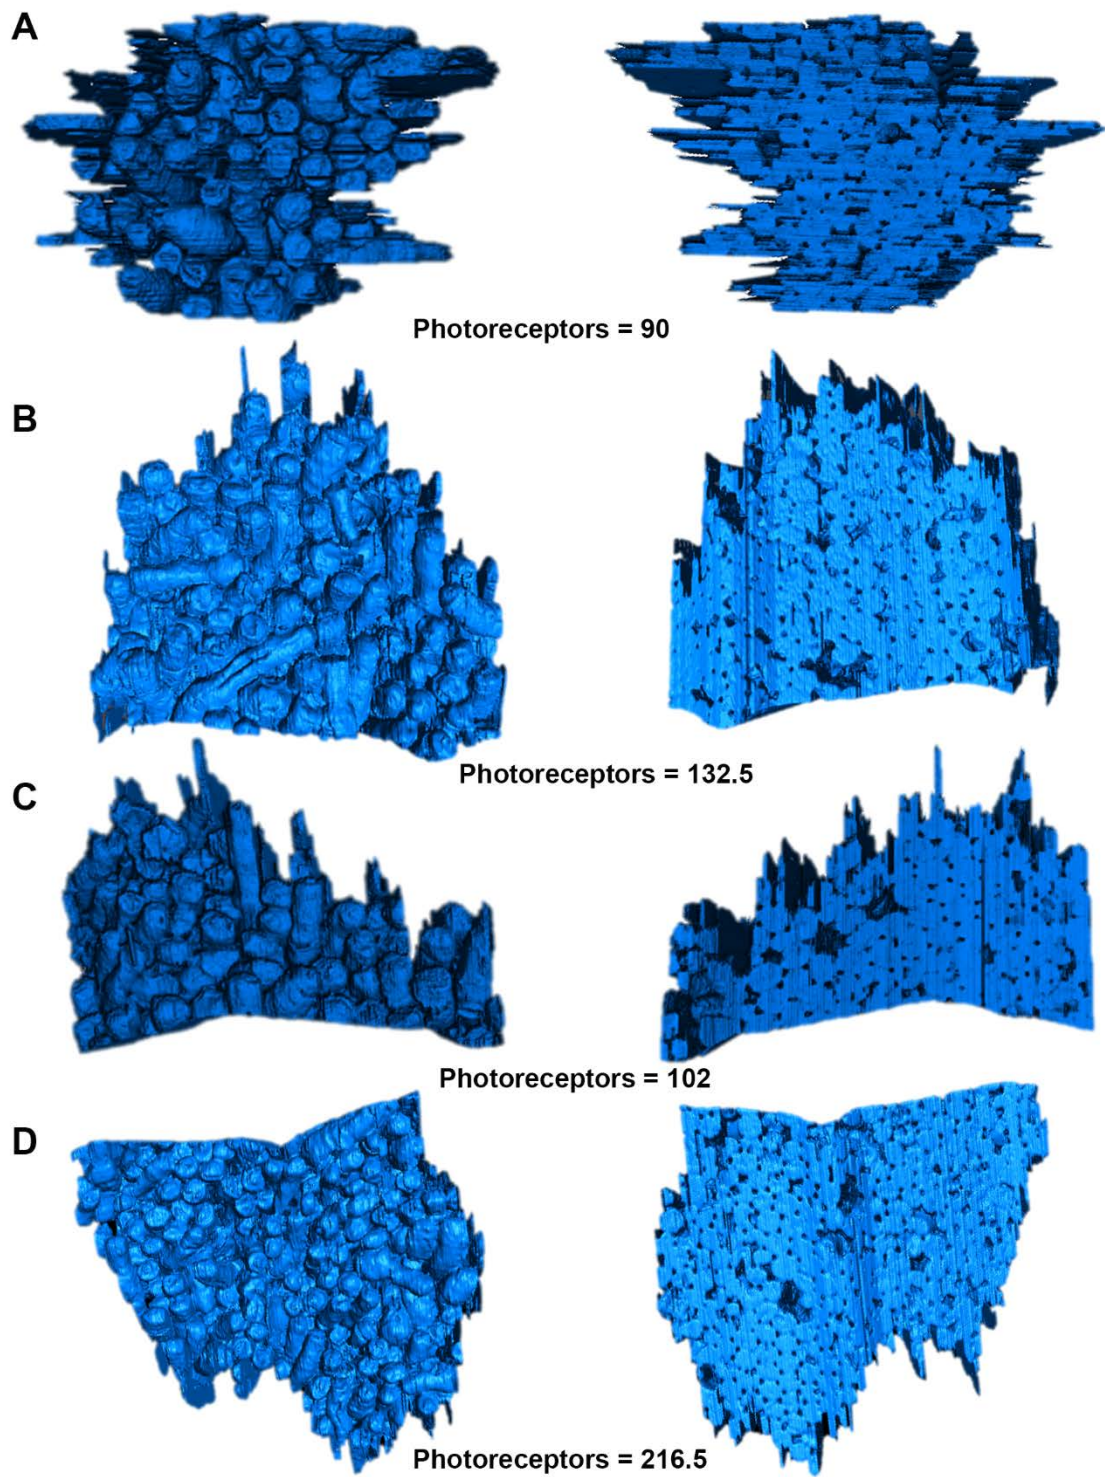 A
Photoreceptors = 90
B
Photoreceptors = 132.5
C
Photoreceptors = 102
D
Photoreceptors = 216.5